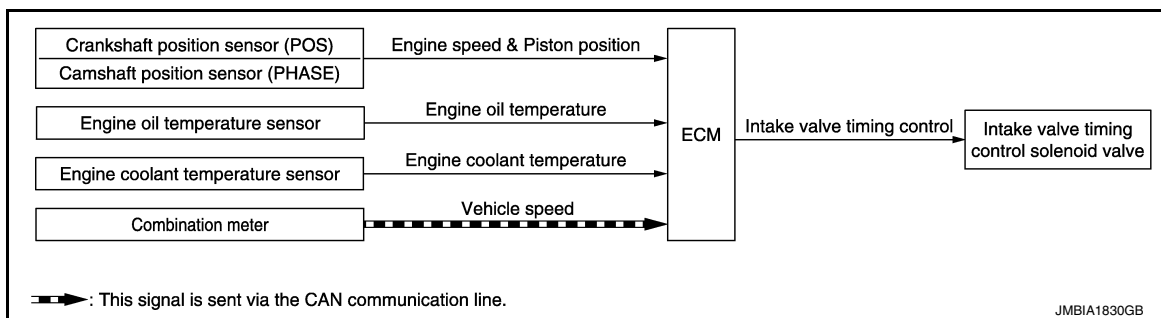 Crankshaft position sensor (POS)
Camshaft position sensor (PHASE)
Engine speed & Piston position
Engine oil temperature sensor
Engine oil temperature
Engine coolant temperature sensor
Engine coolant temperature
Combination meter
Vehicle speed
ECM
Intake valve timing control
Intake valve timing
control solenoid valve
: This signal is sent via the CAN communication line.
JMBIA1830GB